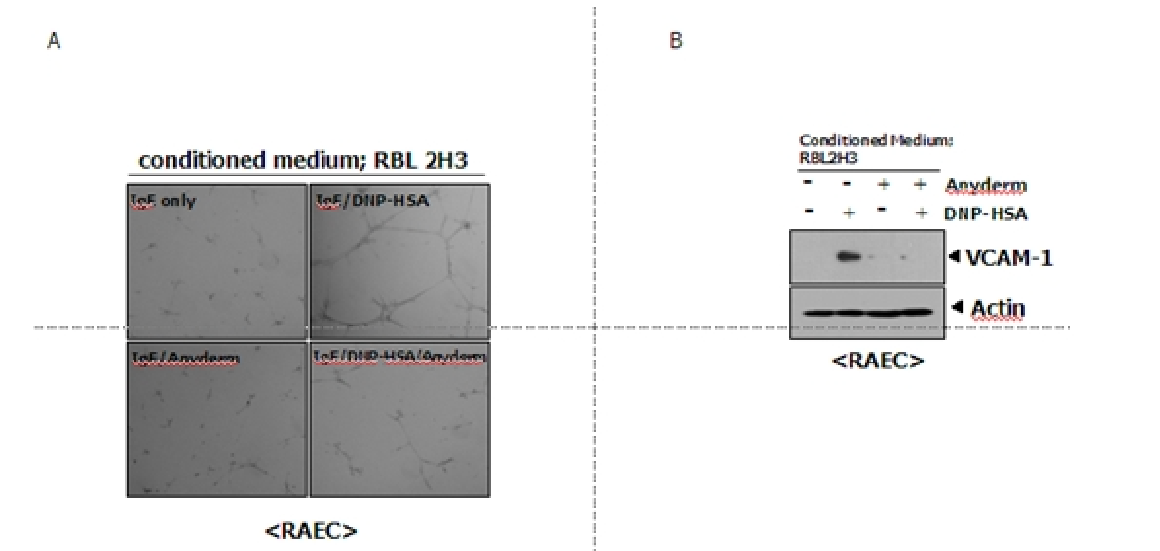 A
conditioned medium; RBL 2H3
IgE only
IgE/DNP-HSA
IgE/Anyderm
IgE/DNP-HSA/Anyderm
<RAEC>
B
Conditioned Medium:
RBL2H3
- - + + Anyderm
- + - + DNP-HSA
VCAM-1
Actin
<RAEC>